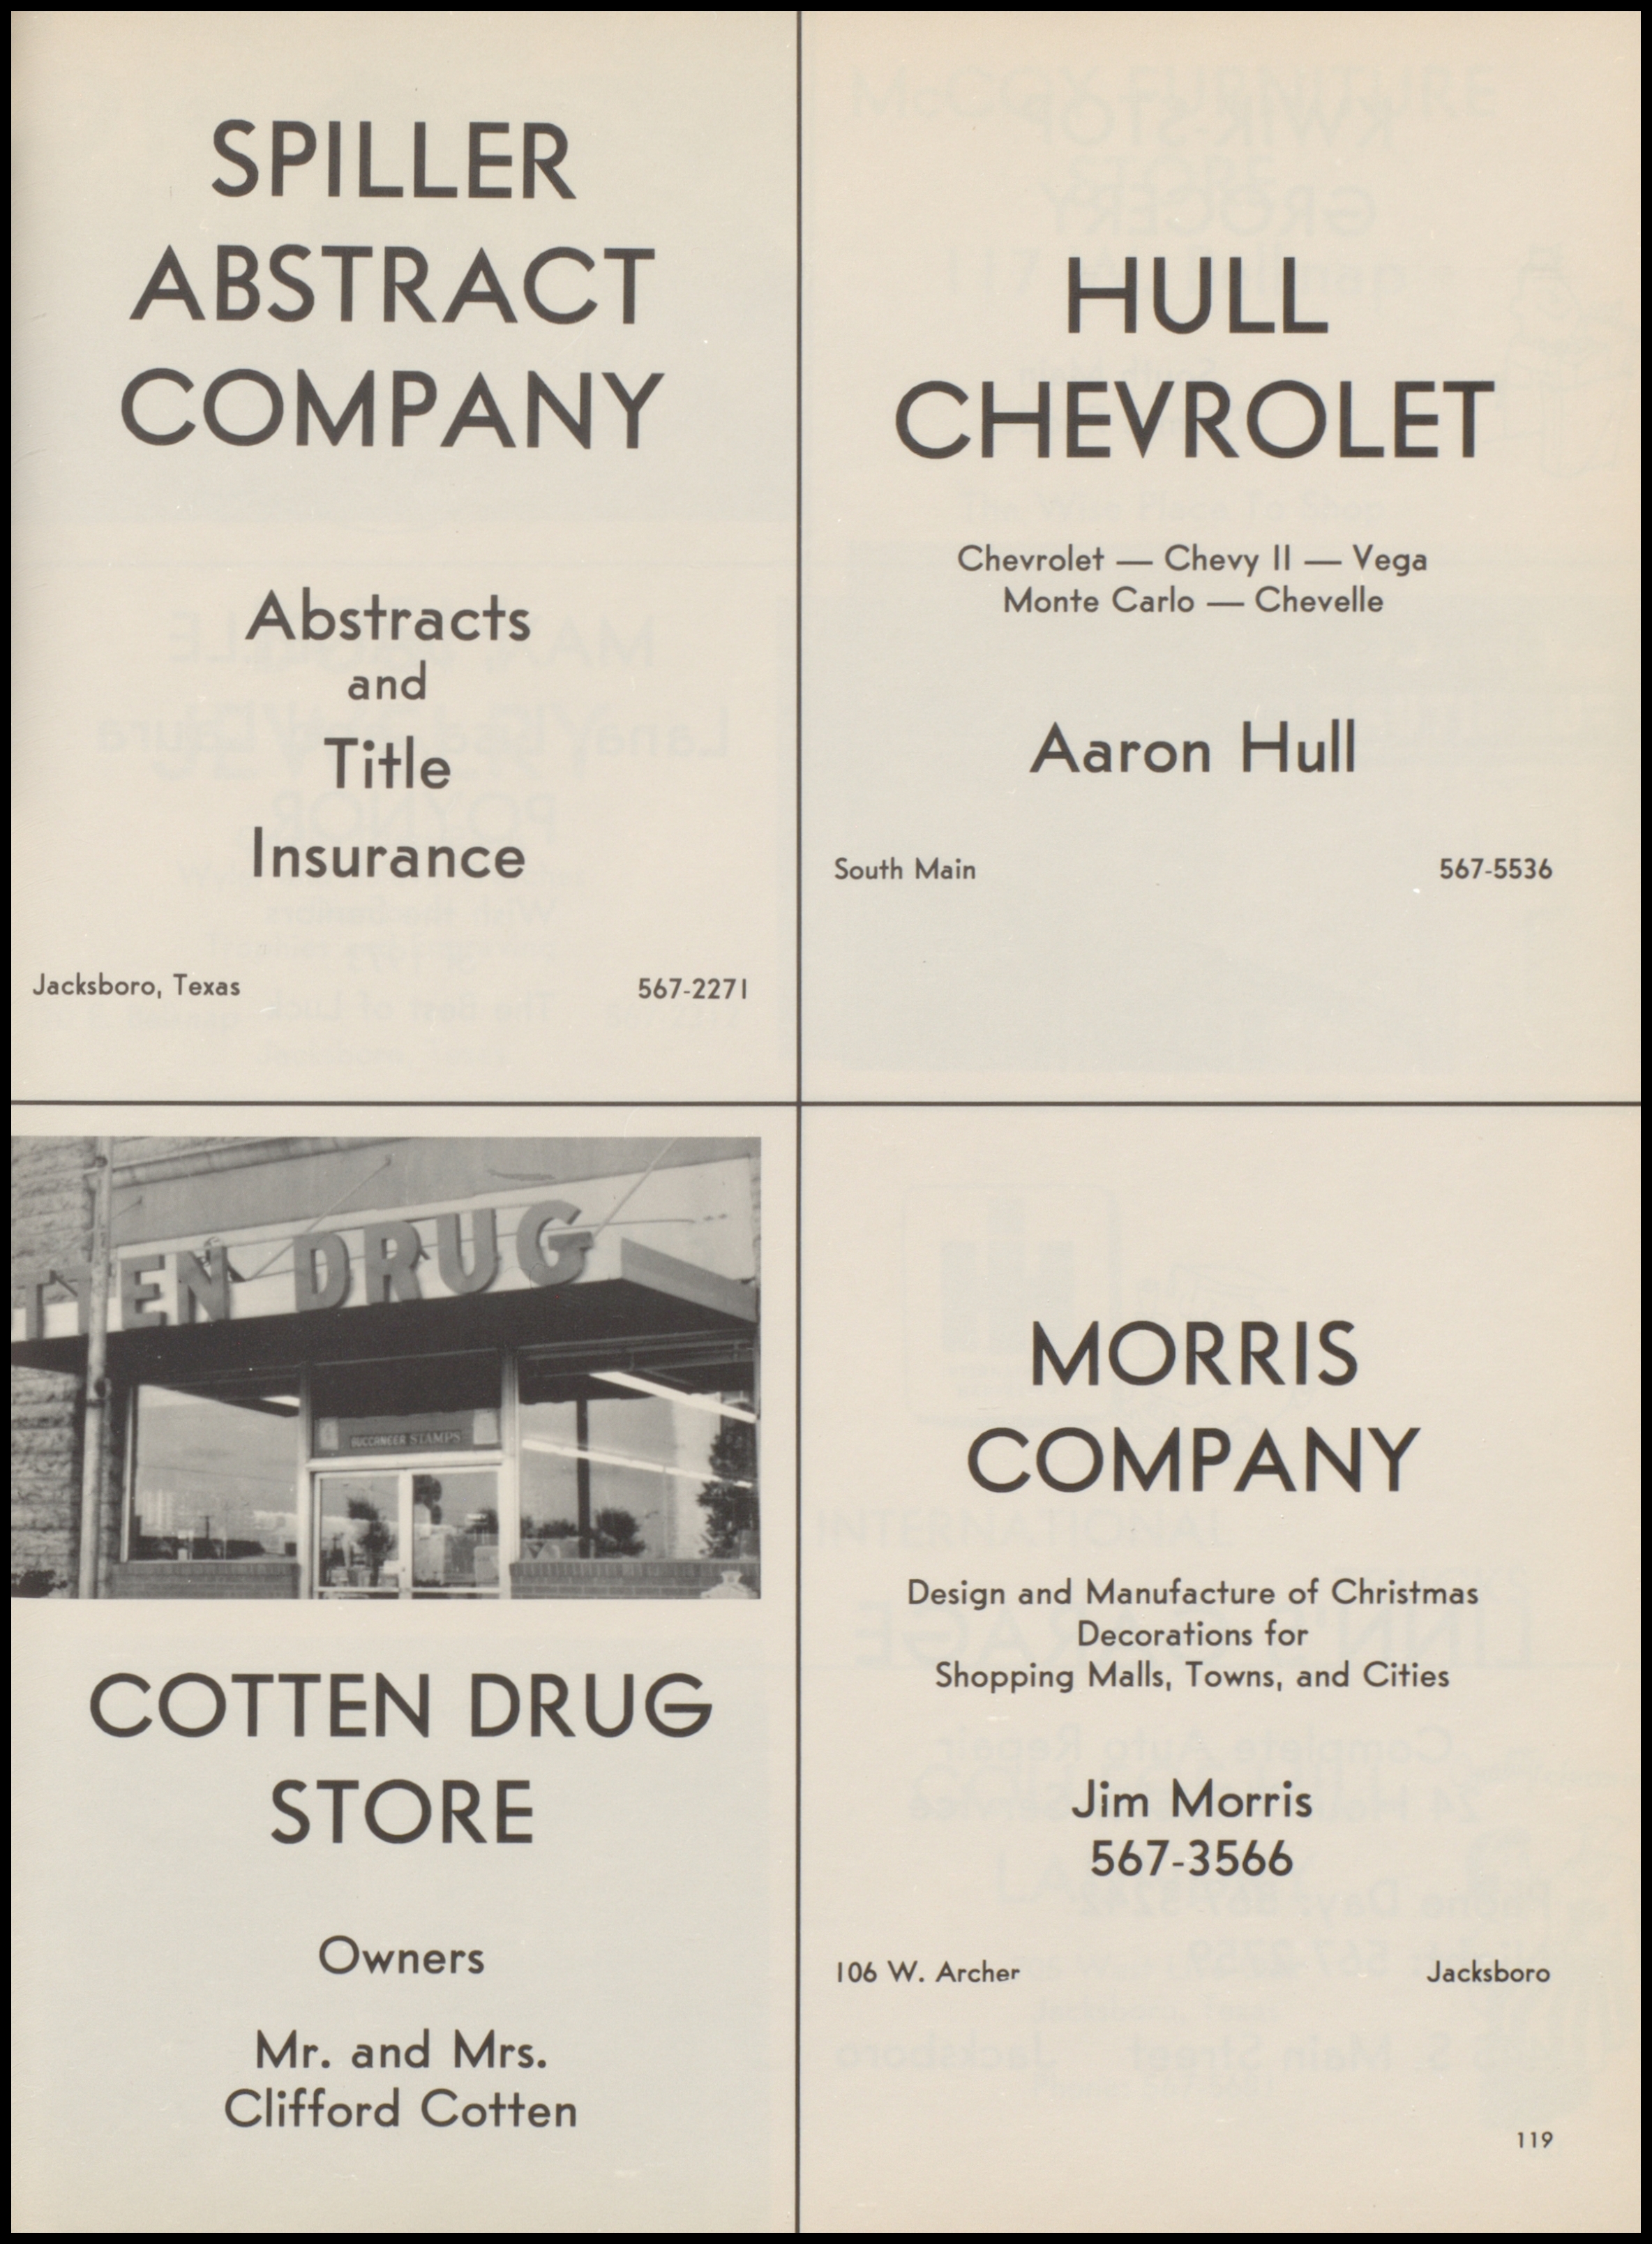 SPILLER
ABSTRACT
COMPANY
Abstracts
and
Title
Insurance
Jacksboro, Texas 567-2271
HULL
CHEVROLET
Chevrolet — Chevy II — Vega
Monte Carlo — Chevelle
Aaron Hull
South Main 567-5536
TTEN DRUG
BUCCANEER STAMPS
COTTEN DRUG
STORE
Owners
Mr. and Mrs.
Clifford Cotten
MORRIS
COMPANY
Design and Manufacture of Christmas
Decorations for
Shopping Malls, Towns, and Cities
Jim Morris
567-3566
106 W. Archer Jacksboro
119